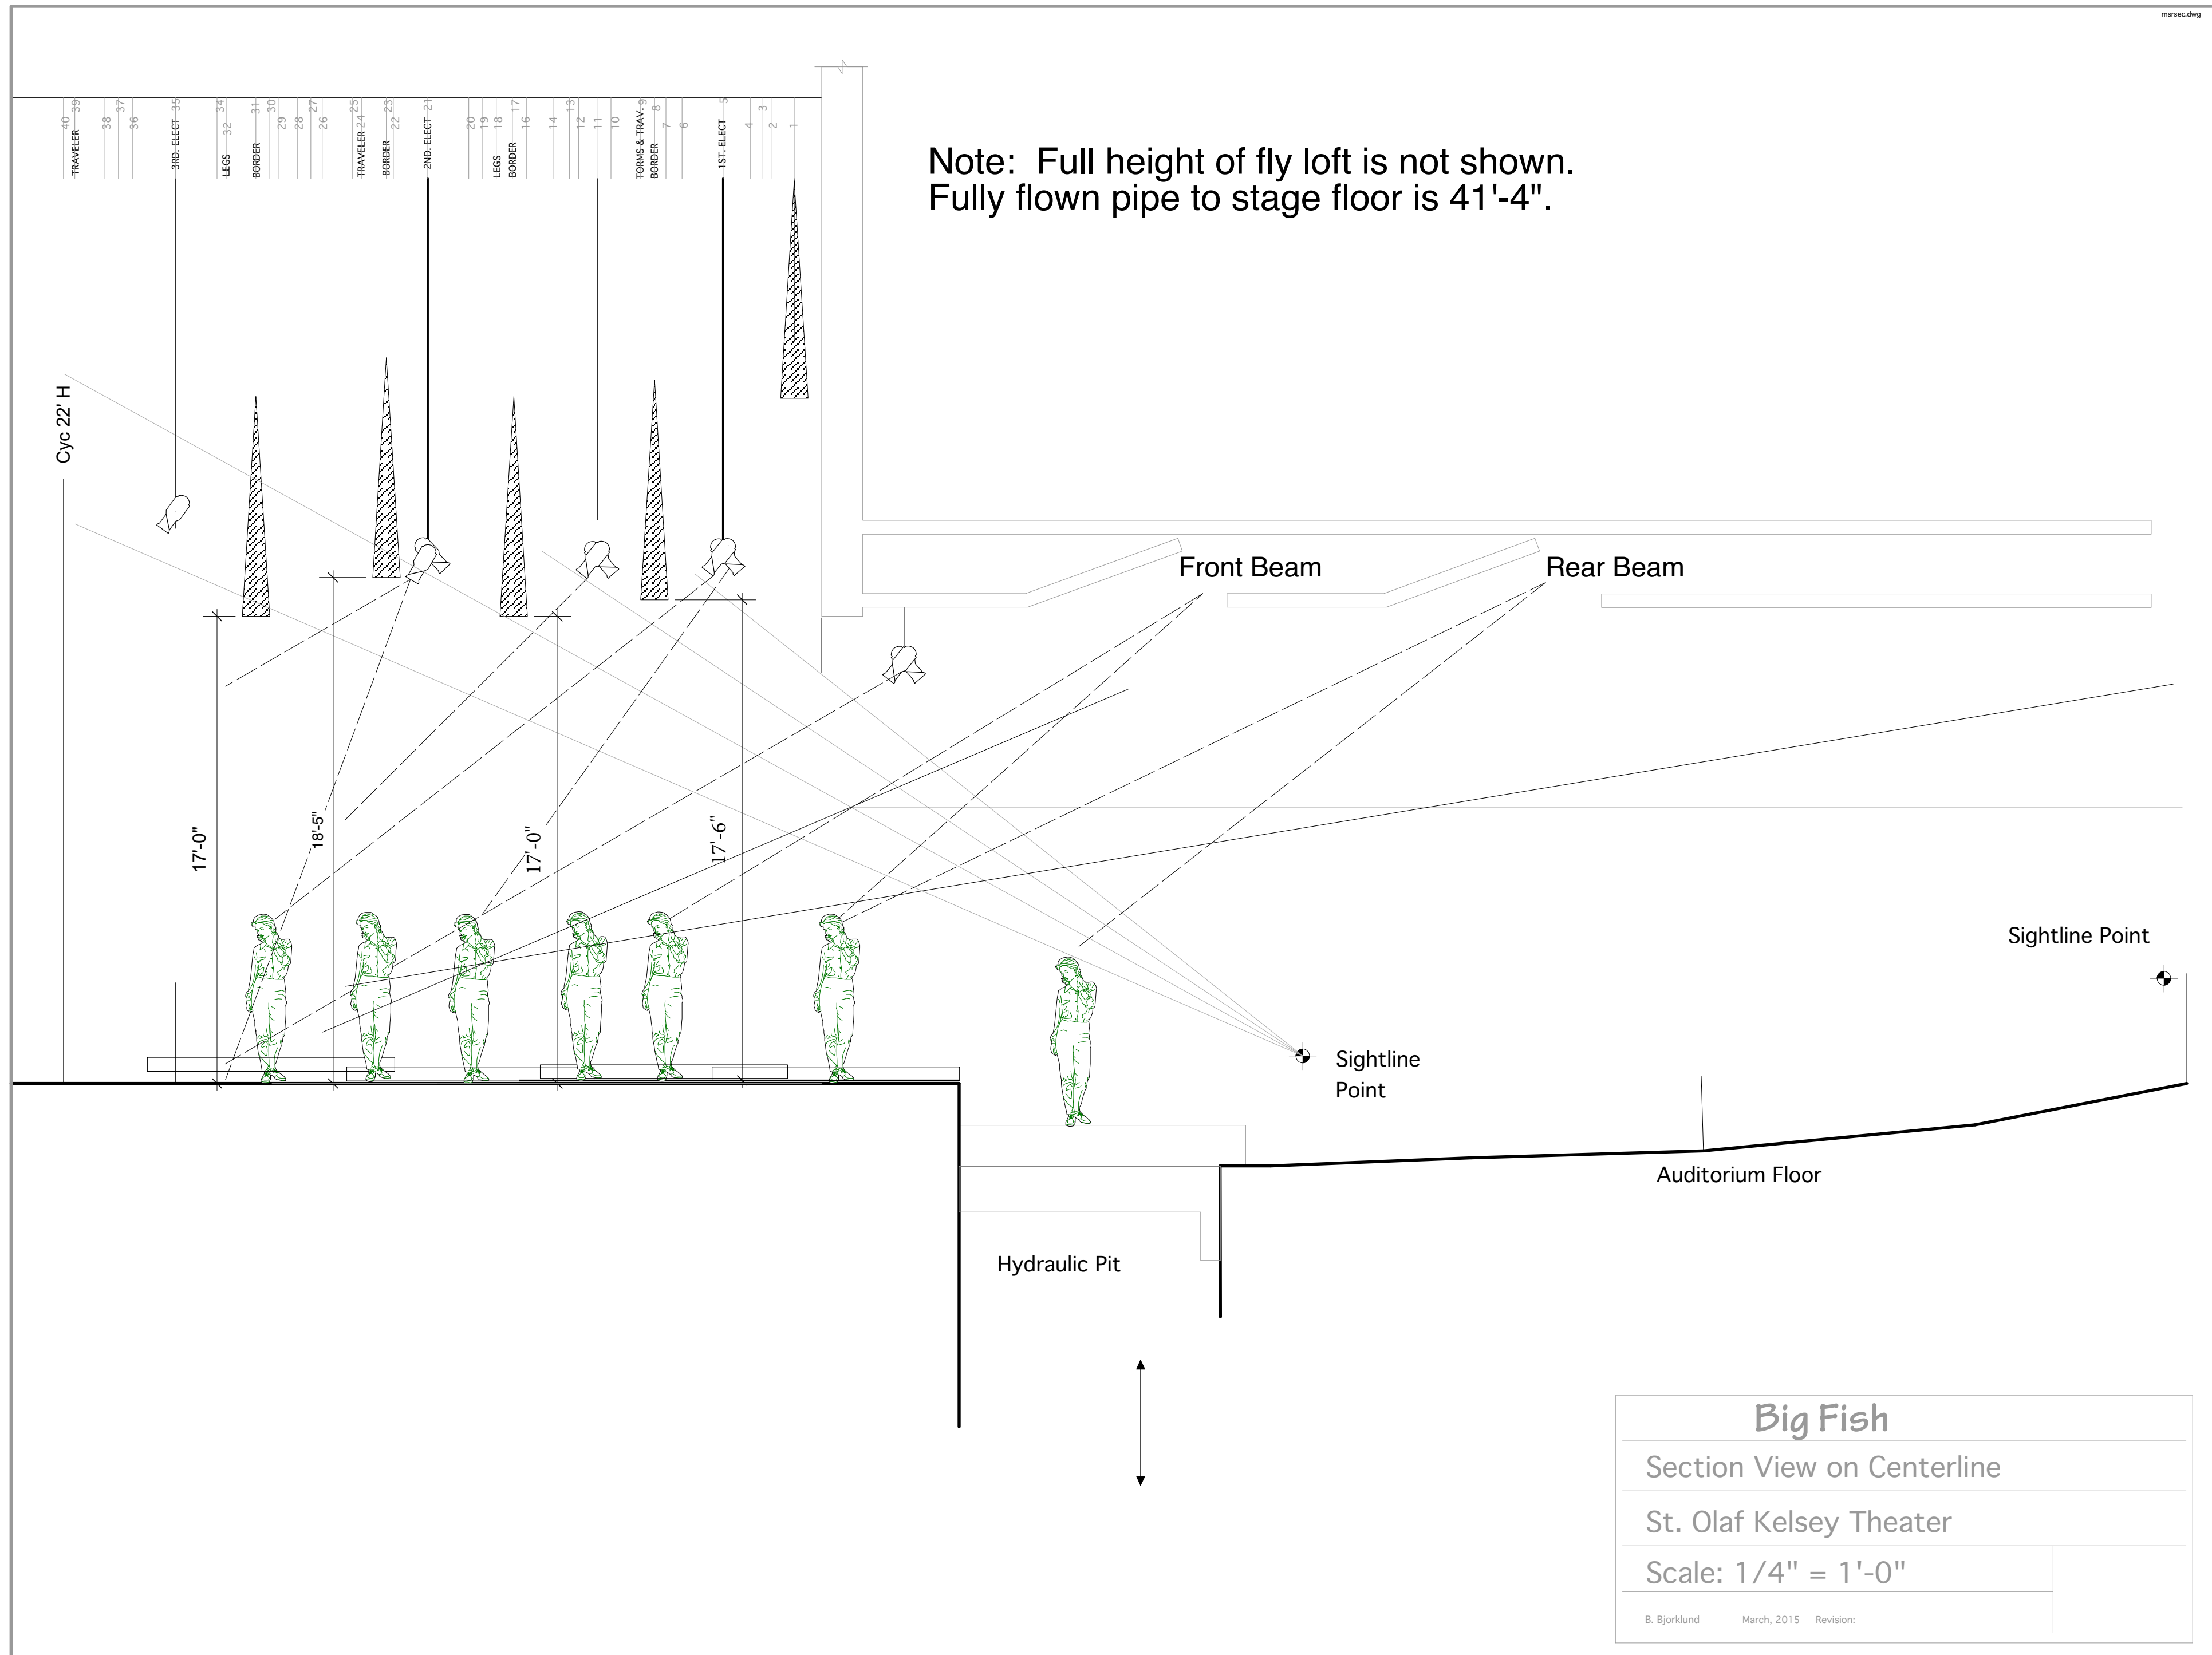 msrsec.dwg
40
39
TRAVELER
38
37
36
35
3RD. ELECT
34
32
LEGS
31
BORDER
30
29
28
27
26
25
24
TRAVELER
23
BORDER
22
21
2ND. ELECT
20
19
18
LEGS
17
BORDER
16
14
13
12
11
10
9
TORMS & TRAV.
8
BORDER
7
6
5
1ST. ELECT
4
3
2
1
Note: Full height of fly loft is not shown.
Fully flown pipe to stage floor is 41'-4".
Cyc 22' H
Front Beam
Rear Beam
17'-0"
18'-5"
17'-0"
17'-6"
Sightline Point
Sightline
Point
Auditorium Floor
Hydraulic Pit
Big Fish
Section View on Centerline
St. Olaf Kelsey Theater
Scale: 1/4" = 1'-0"
B. Bjorklund March, 2015 Revision: